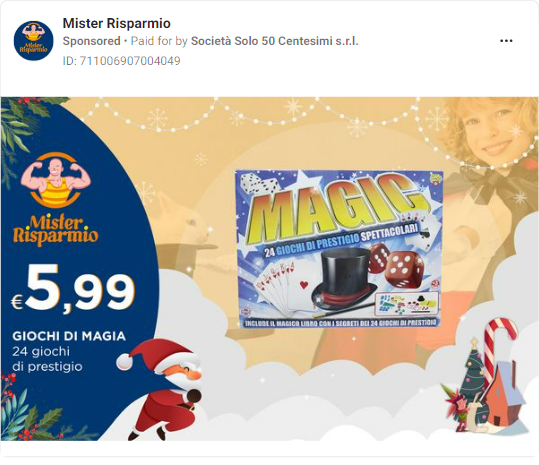 Mister Risparmio
Sponsored • Paid for by Società Solo 50 Centesimi s.r.l.
ID: 711006907004049
Mister
Risparmio
Mister
Risparmio
€5,99
GIOCHI DI MAGIA
24 giochi
di prestigio
MAGIC
24 GIOCHI DI PRESTIGIO SPETTACOLARI
INCLUDE IL MAGICO LIBRO CON I SEGRETI DEI 24 GIOCHI DI PRESTIGIO